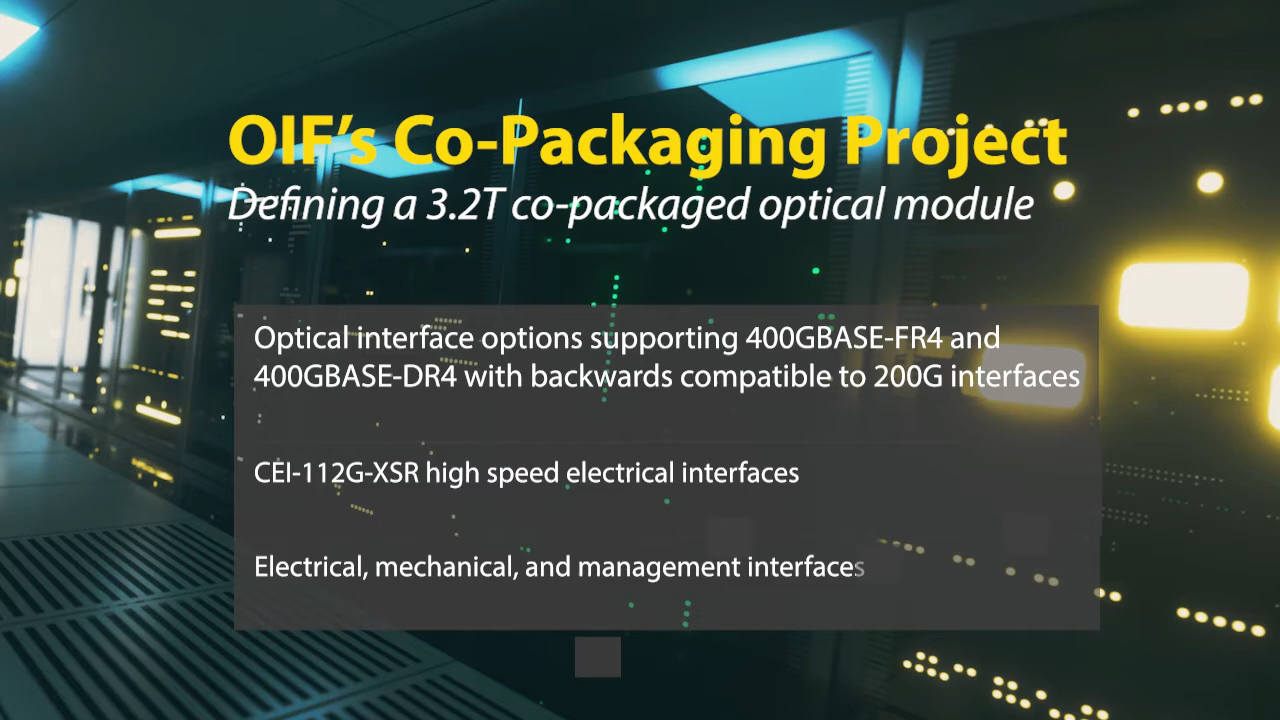 OIF’s Co-Packaging Project
Defining a 3.2T co-packaged optical module
Optical interface options supporting 400GBASE-FR4 and
400GBASE-DR4 with backwards compatible to 200G interfaces
CEI-112G-XSR high speed electrical interfaces
Electrical, mechanical, and management interfaces